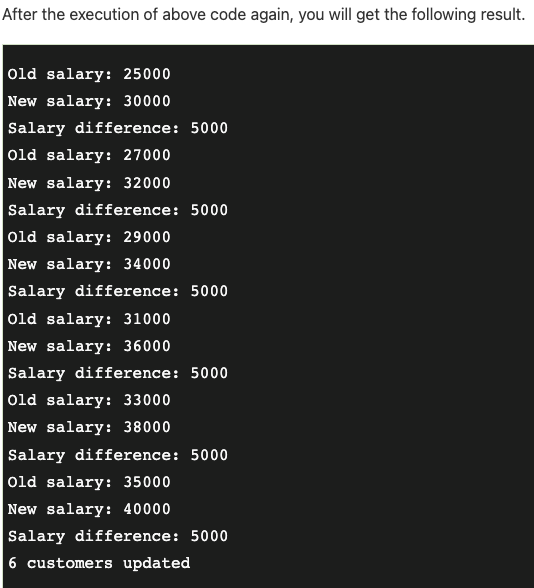 After the execution of above code again, you will get the following result.
Old salary: 25000
New salary: 30000
Salary difference: 5000
Old salary: 27000
New salary: 32000
Salary difference: 5000
Old salary: 29000
New salary: 34000
Salary difference: 5000
Old salary: 31000
New salary: 36000
Salary difference: 5000
Old salary: 33000
New salary: 38000
Salary difference: 5000
Old salary: 35000
New salary: 40000
Salary difference: 5000
6 customers updated